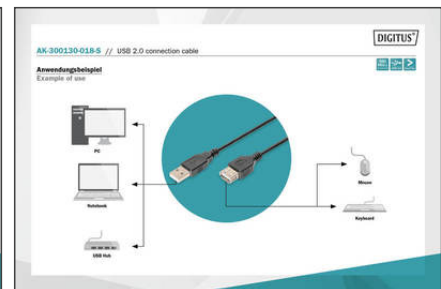 DIGITUS®
AK-300130-018-S // USB 2.0 connection cable
Anwendungsbeispiel
Example of use
PC
Mouse
Notebook
Keyboard
USB Hub